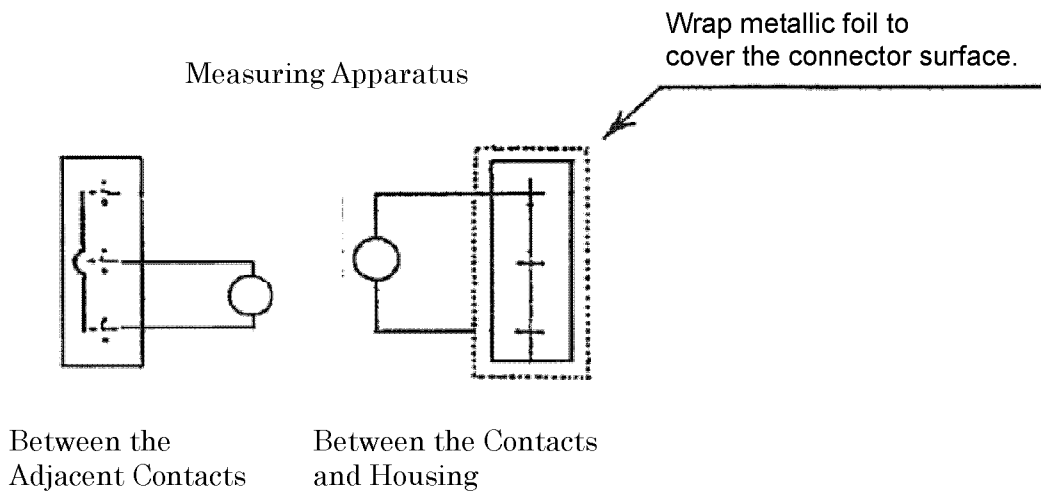 Wrap metallic foil to
cover the connector surface.
Measuring Apparatus
Between the
Adjacent Contacts
Between the Contacts
and Housing